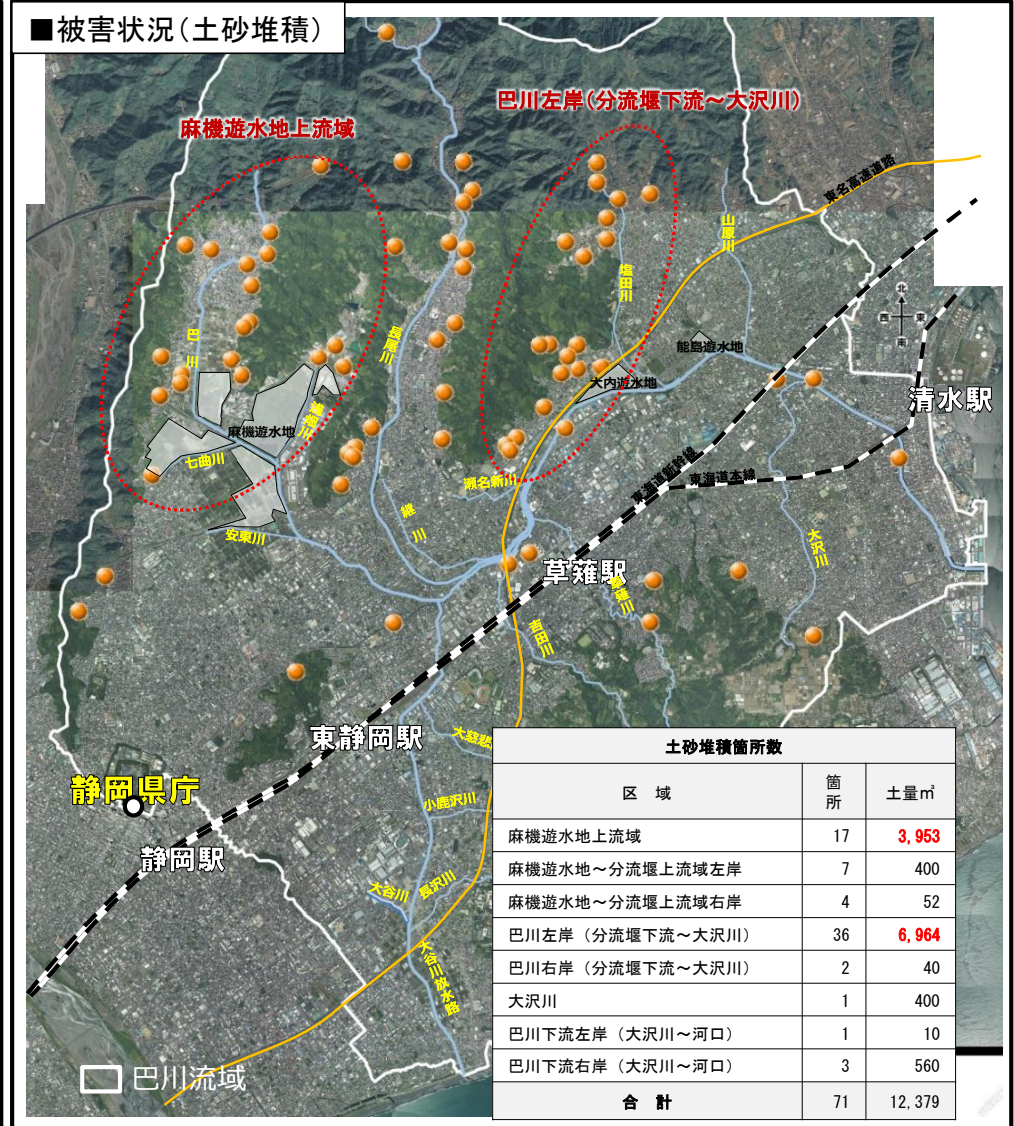 ■被害状況(土砂堆積)
巴川左岸(分流堰下流～大沢川)
麻機遊水地上流域
東名高速道路
山原川
塩田川
北
西
東
南
巴川
長尾川
能島遊水地
大内遊水地
清水駅
麻機遊水地
七曲川
東海道新幹線
東海道本線
瀬名新川
継川
安東川
大沢川
草薙駅
草薙川
吉田川
東静岡駅
静岡県庁
小鹿沢川
静岡駅
大谷川
長沢川
大谷川放水路
巴川流域
土砂堆積箇所数
区 域 箇所 土量㎥
麻機遊水地上流域 17 3,953
麻機遊水地～分流堰上流域左岸 7 400
麻機遊水地～分流堰上流域右岸 4 52
巴川左岸（分流堰下流～大沢川） 36 6,964
巴川右岸（分流堰下流～大沢川） 2 40
大沢川 1 400
巴川下流左岸（大沢川～河口） 1 10
巴川下流右岸（大沢川～河口） 3 560
合 計 71 12,379